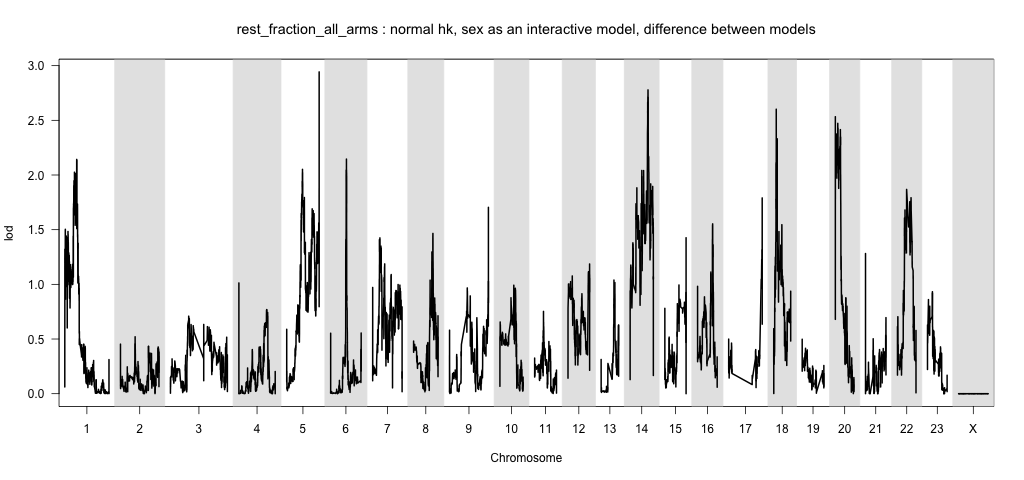 rest_fraction_all_arms : normal hk, sex as an interactive model, difference between models
3.0
2.5
2.0
1.5
1.0
0.5
0.0
lod
1 2 3 4 5 6 7 8 9 10 11 12 13 14 15 16 17 18 19 20 21 22 23 X
Chromosome